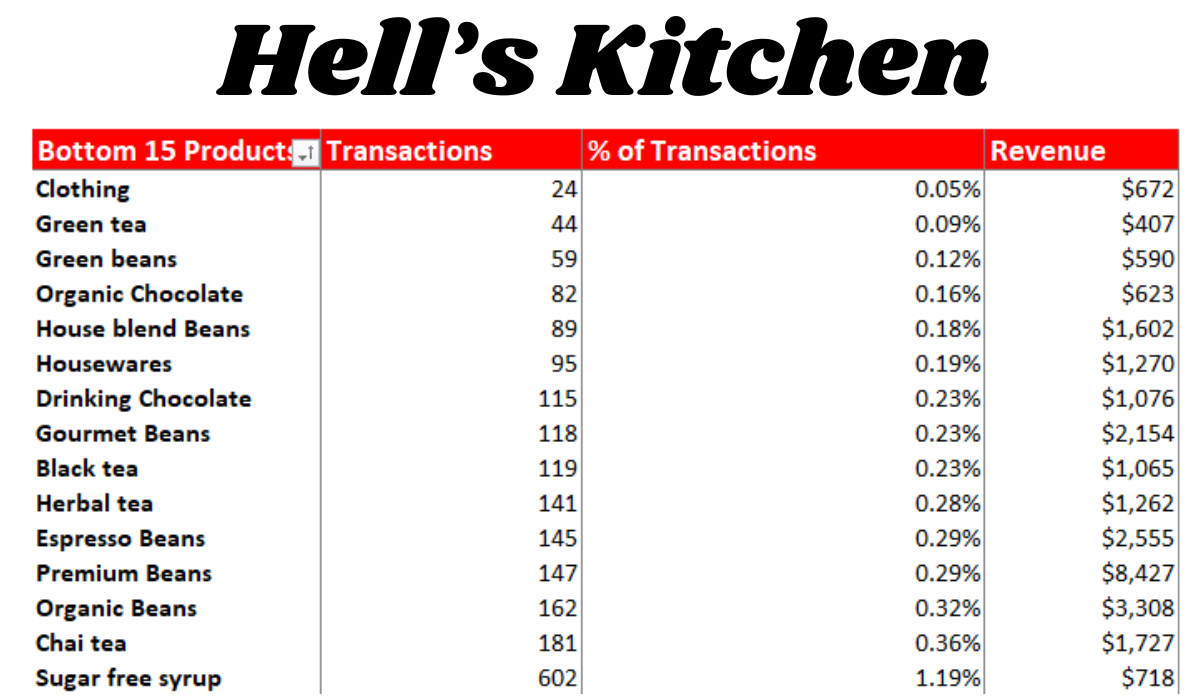 Hell's Kitchen
Bottom 15 Products Transactions % of Transactions Revenue
Clothing 24 0.05% $672
Green tea 44 0.09% $407
Green beans 59 0.12% $590
Organic Chocolate 82 0.16% $623
House blend Beans 89 0.18% $1,602
Housewares 95 0.19% $1,270
Drinking Chocolate 115 0.23% $1,076
Gourmet Beans 118 0.23% $2,154
Black tea 119 0.23% $1,065
Herbal tea 141 0.28% $1,262
Espresso Beans 145 0.29% $2,555
Premium Beans 147 0.29% $8,427
Organic Beans 162 0.32% $3,308
Chai tea 181 0.36% $1,727
Sugar free syrup 602 1.19% $718